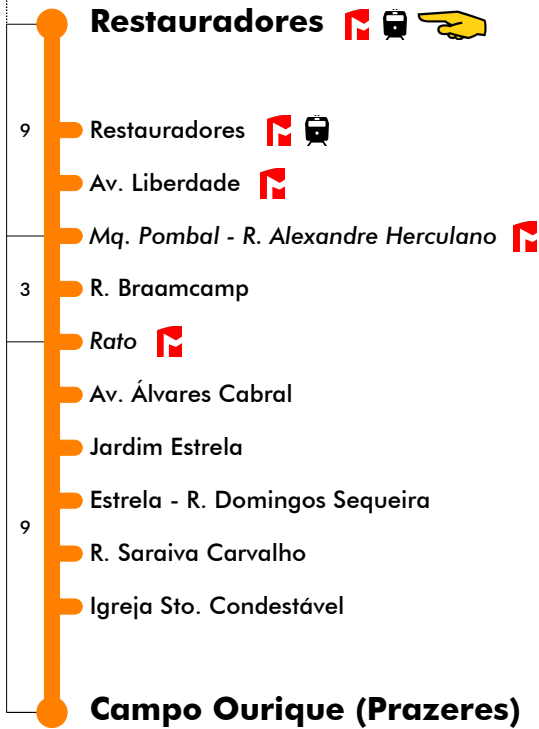 Restauradores
9
Restauradores
Av. Liberdade
Mq. Pombal - R. Alexandre Herculano
3
R. Braamcamp
Rato
Av. Álvares Cabral
Jardim Estrela
Estrela - R. Domingos Sequeira
9
R. Saraiva Carvalho
Igreja Sto. Condestável
Campo Ourique (Prazeres)